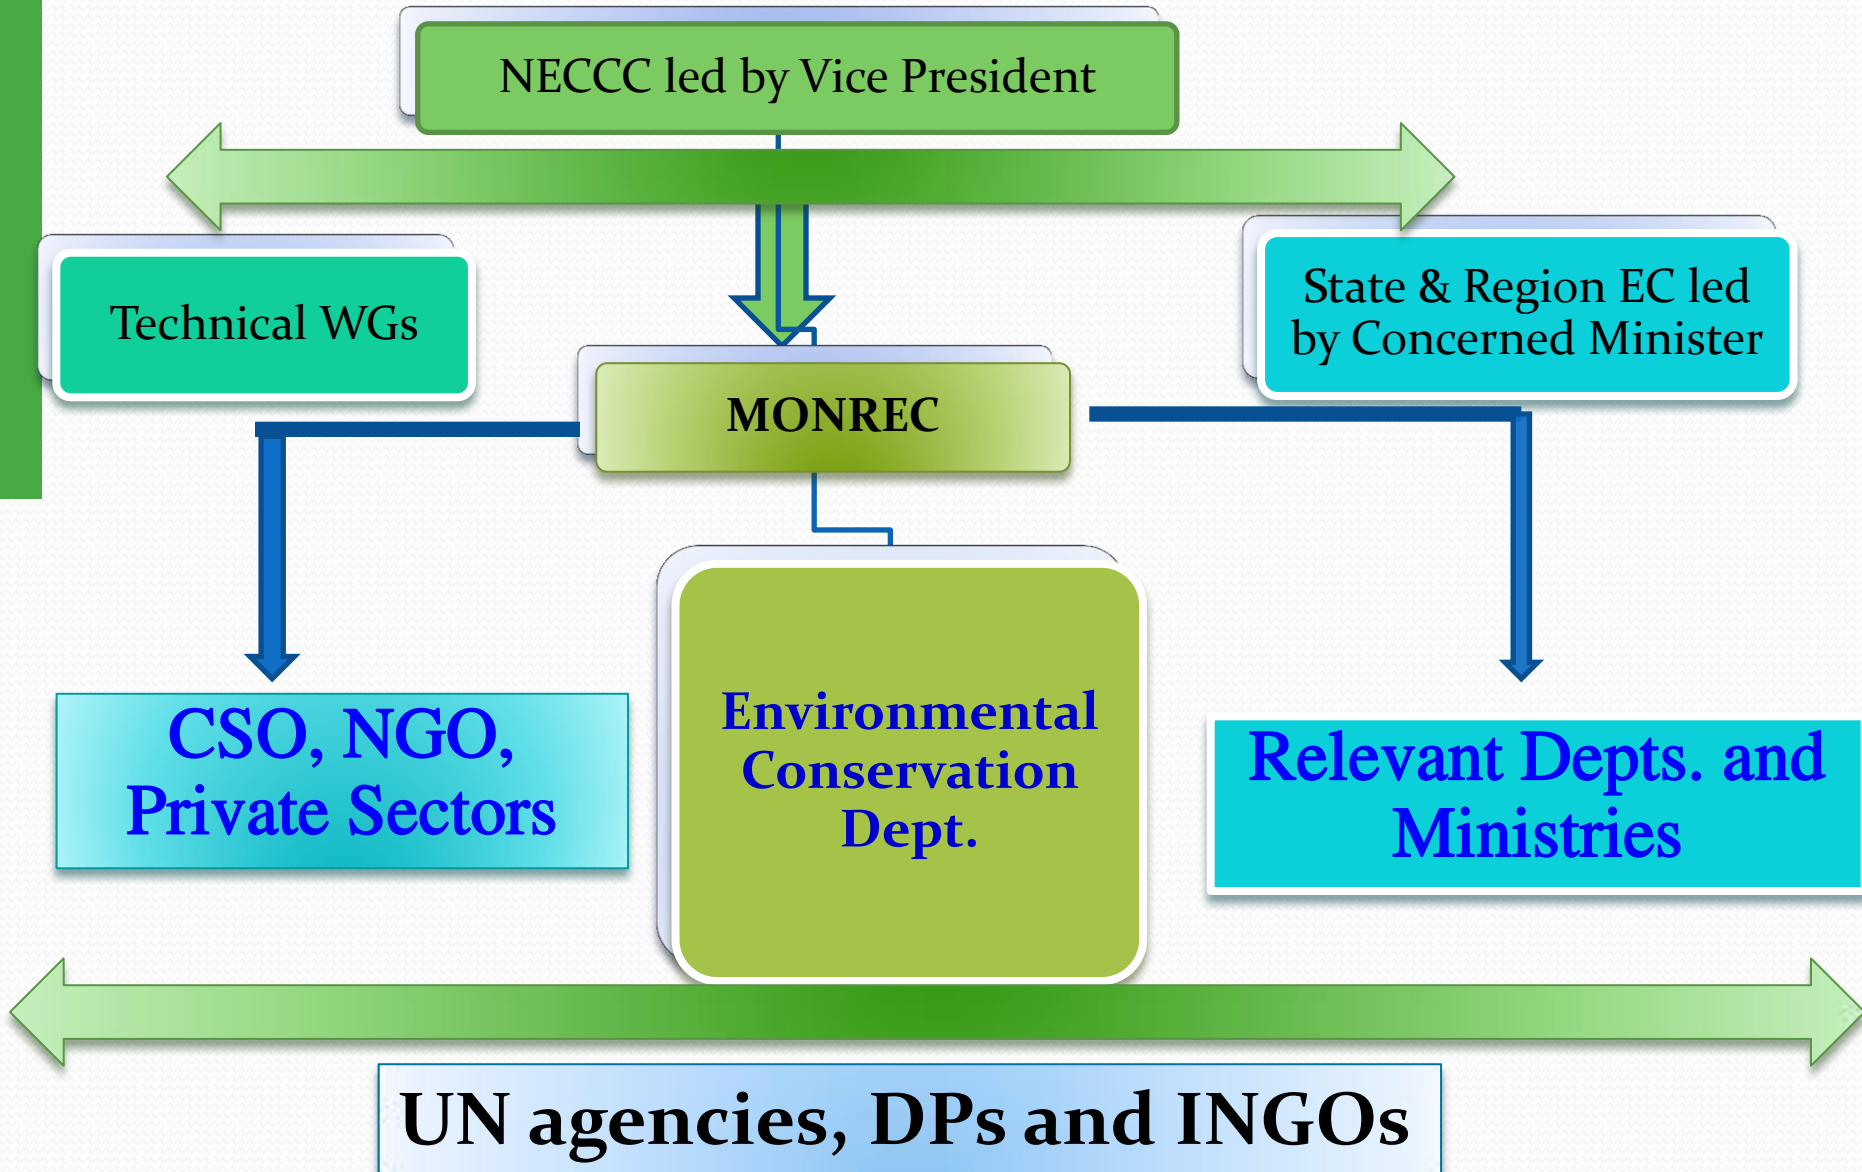 NECCC led by Vice President
Technical WGs
State & Region EC led
by Concerned Minister
MONREC
CSO, NGO,
Private Sectors
Environmental
Conservation
Dept.
Relevant Depts. and
Ministries
UN agencies, DPs and INGOs